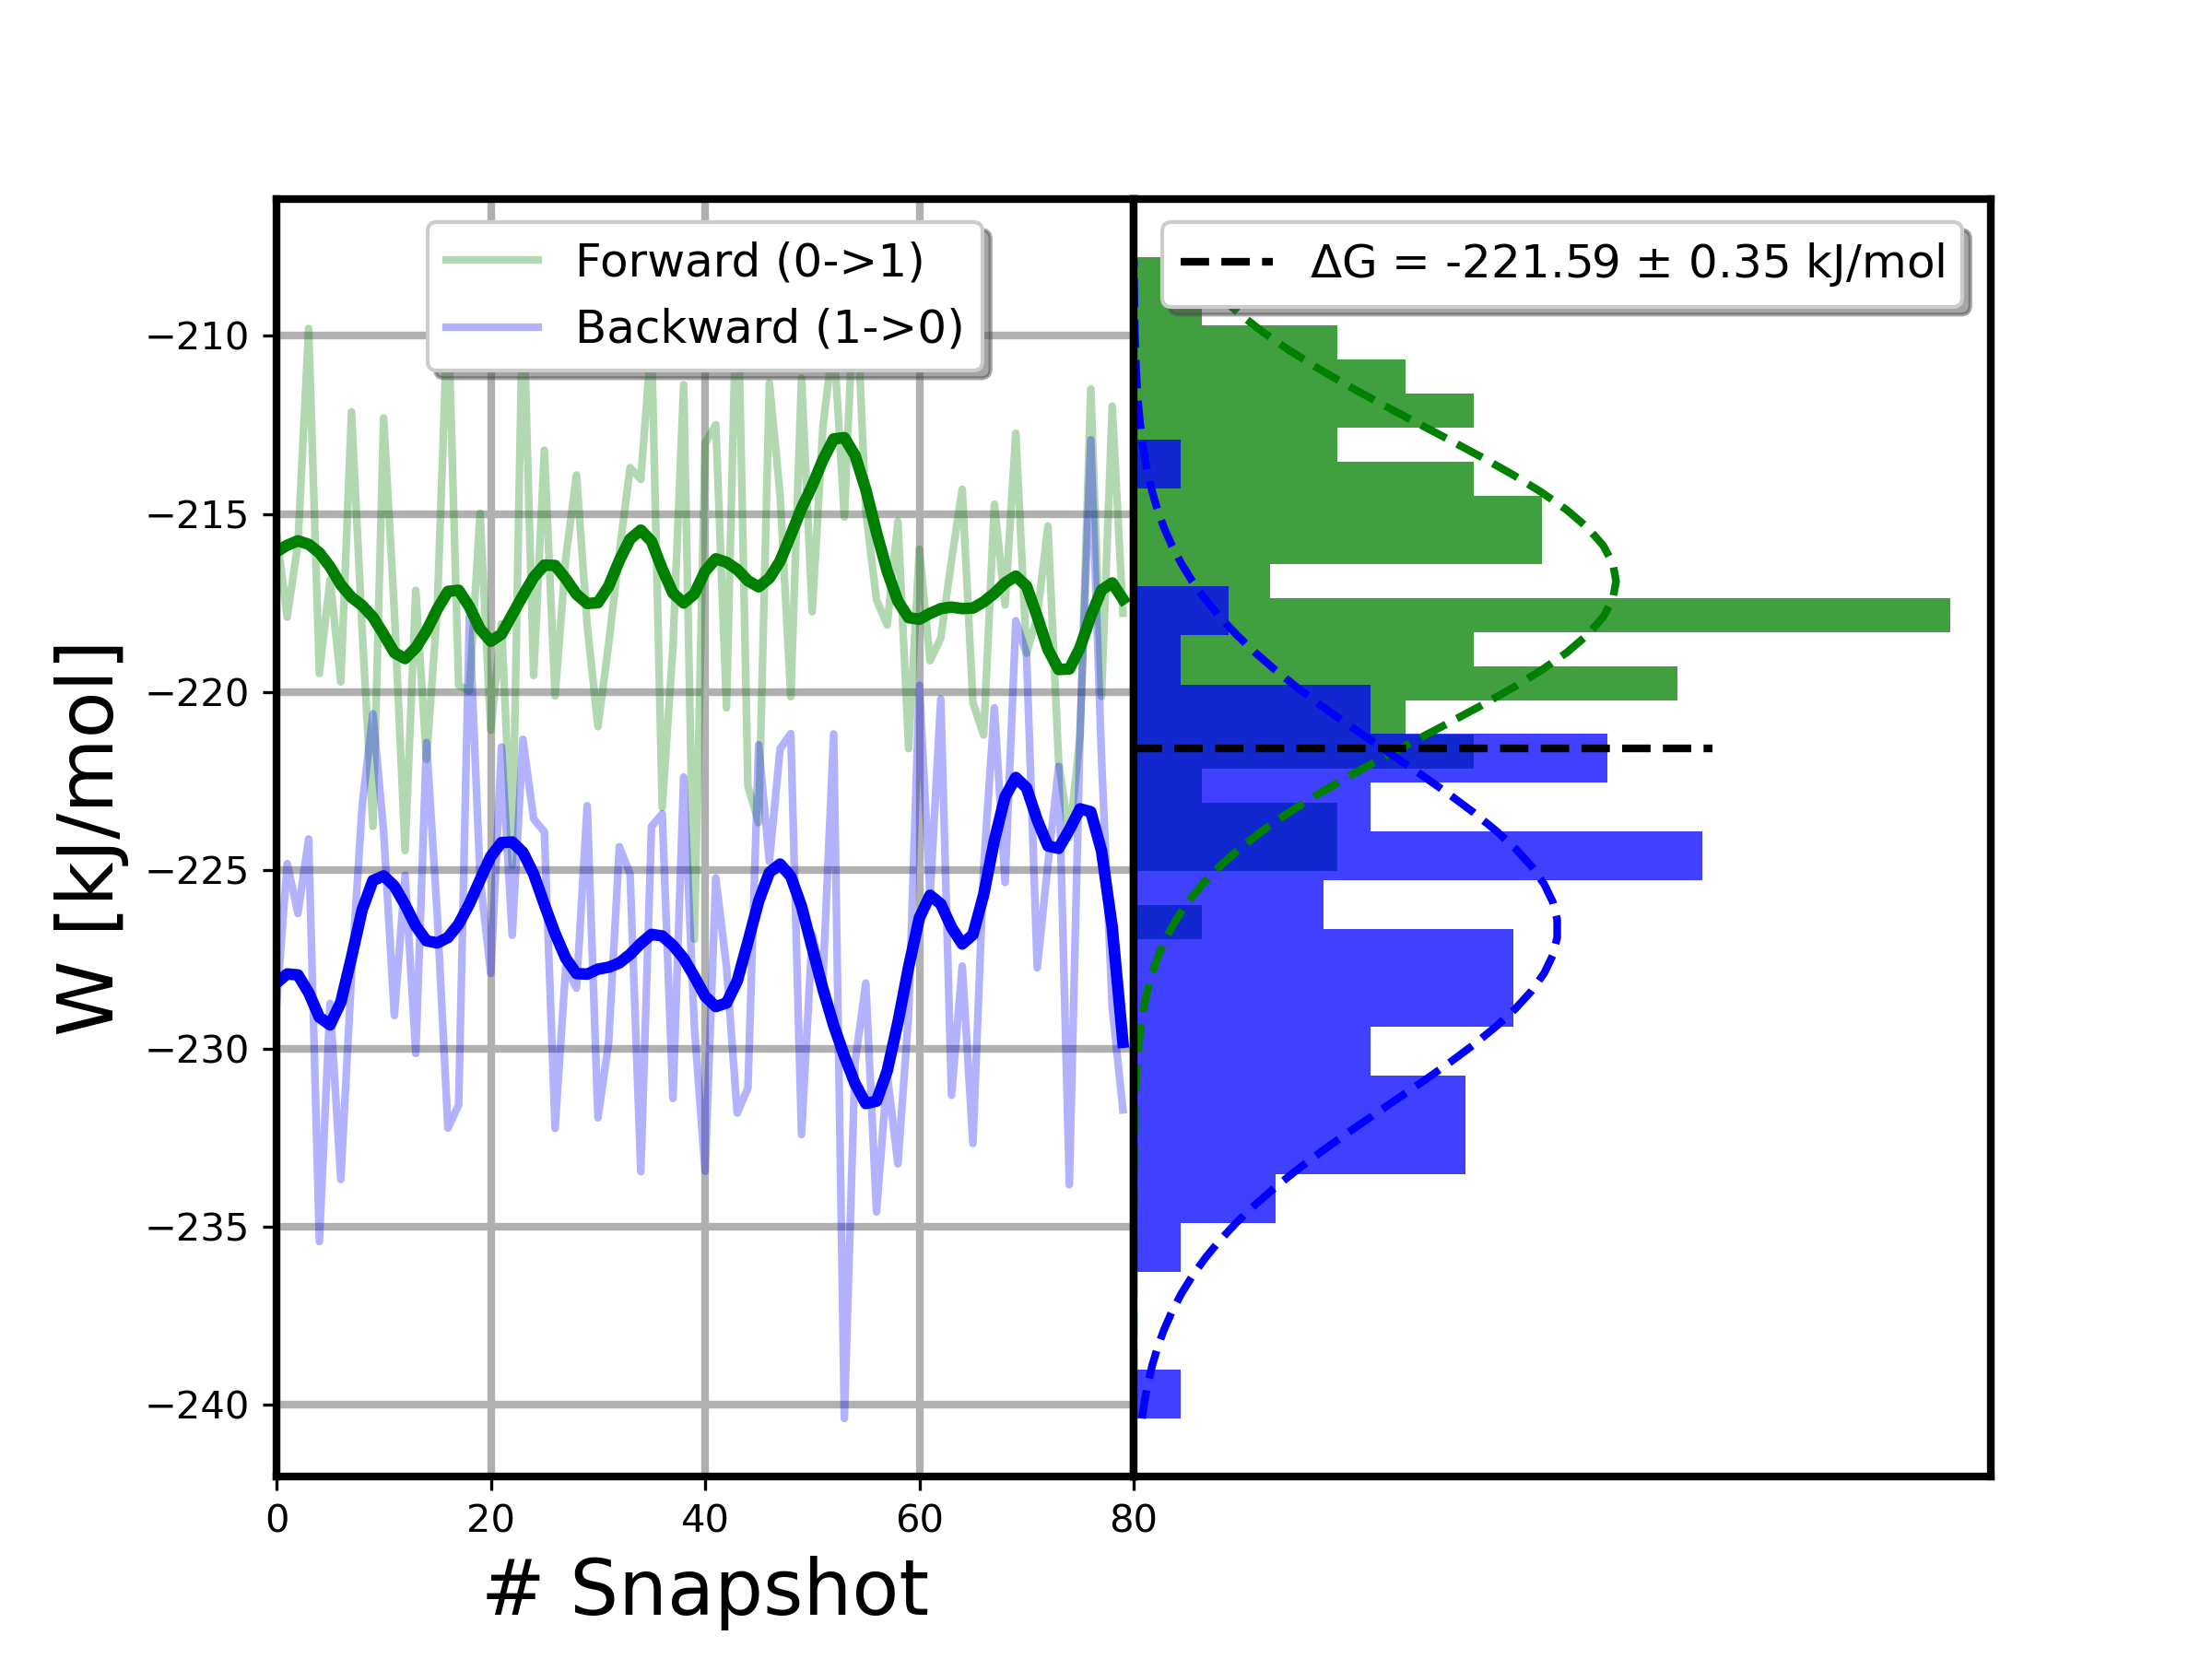 Forward (0->1)
Backward (1->0)
ΔG = -221.59 ± 0.35 kJ/mol
W [kJ/mol]
−210
−215
−220
−225
−230
−235
−240
0
20
40
60
80
# Snapshot